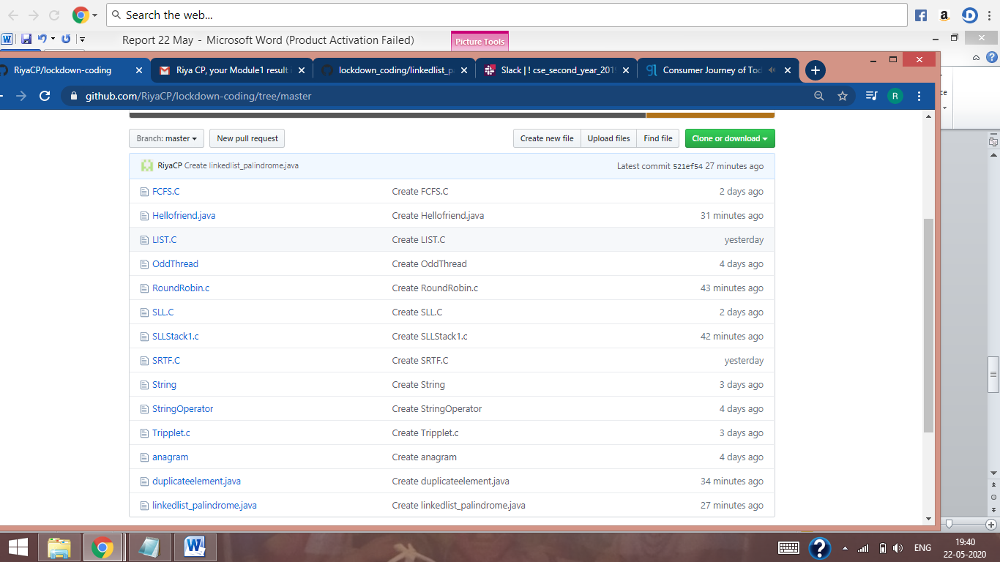 Search the web...
Report 22 May - Microsoft Word (Product Activation Failed)
Picture Tools
RiyaCP/lockdown-coding
Riya CP, your Module1 result i
lockdown_coding/linkedlist_p
Slack | ! cse_second_year_201
Consumer Journey of Tod
github.com/RiyaCP/lockdown-coding/tree/master
R
Branch: master
New pull request
Create new file
Upload files
Find file
Clone or download
RiyaCP Create linkedlist_palindrome.java
Latest commit 521ef54 27 minutes ago
FCFS.C Create FCFS.C 2 days ago
Hellofriend.java Create Hellofriend.java 31 minutes ago
LIST.C Create LIST.C yesterday
OddThread Create OddThread 4 days ago
RoundRobin.c Create RoundRobin.c 43 minutes ago
SLL.C Create SLL.C 2 days ago
SLLStack1.c Create SLLStack1.c 42 minutes ago
SRTF.C Create SRTF.C yesterday
String Create String 3 days ago
StringOperator Create StringOperator 4 days ago
Tripplet.c Create Tripplet.c 3 days ago
anagram Create anagram 4 days ago
duplicateelement.java Create duplicateelement.java 34 minutes ago
linkedlist_palindrome.java Create linkedlist_palindrome.java 27 minutes ago
ENG
19:40
22-05-2020